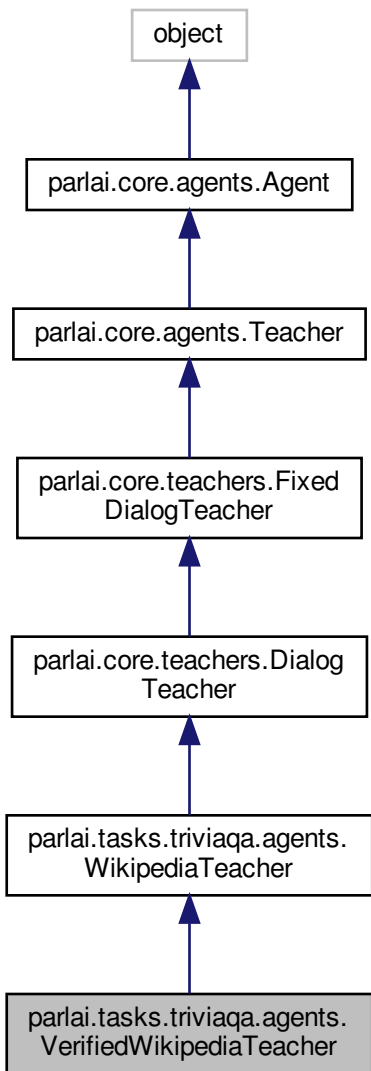 object
parlai.core.agents.Agent
parlai.core.agents.Teacher
parlai.core.teachers.Fixed
DialogTeacher
parlai.core.teachers.Dialog
Teacher
parlai.tasks.triviaqa.agents.
WikipediaTeacher
parlai.tasks.triviaqa.agents.
VerifiedWikipediaTeacher